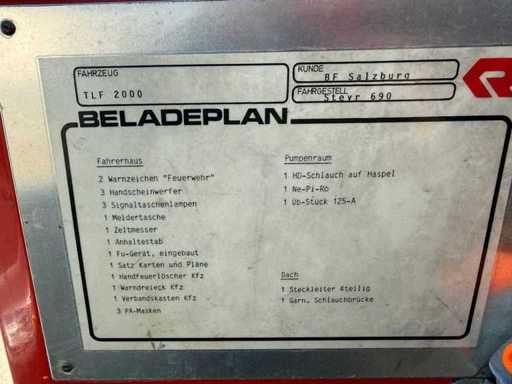 FAHRZEUG
TLF 2000
KUNDE
BF Salzburg
FAHRGESTELL
Steyr 690
BELADEPLAN
Fahrerhaus
2 Warnzeichen "Feuerwehr"
3 Handscheinwerfer
3 Signaltaschenlampen
1 Meldertasche
1 Zeitmesser
1 Anhaltestab
1 Fu-Gerät, eingebaut
1 Satz Karten und Pläne
1 Handfeuerlöscher Kfz
1 Warndreieck Kfz
1 Verbandskasten Kfz
3 PA-Masken
Pumpenraum
1 HD-Schlauch auf Haspel
1 Ne-Pi-Ro
1 Üb-Stück 125-A
Dach
1 Steckleiter 4teilig
1 Garn. Schlauchbrücke